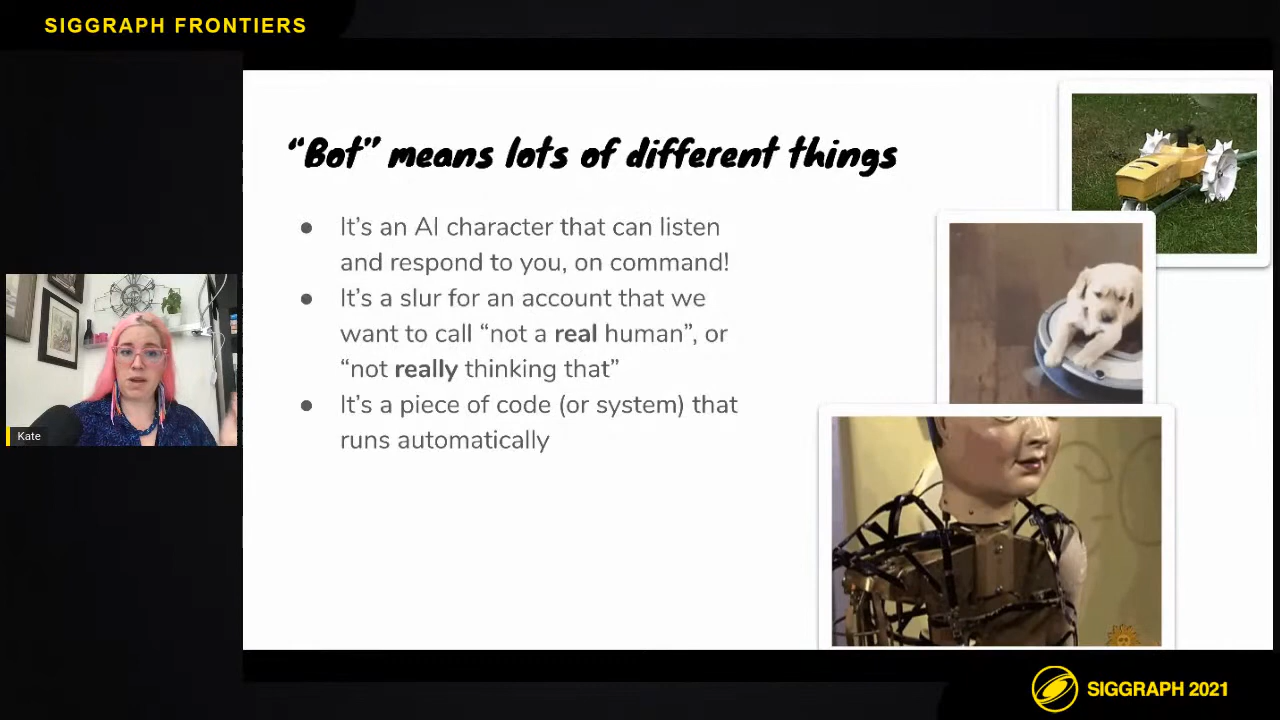 SIGGRAPH FRONTIERS
“Bot” means lots of different things
● It’s an AI character that can listen
and respond to you, on command!
● It’s a slur for an account that we
want to call “not a real human”, or
“not really thinking that”
● It’s a piece of code (or system) that
runs automatically
Kate
SIGGRAPH 2021